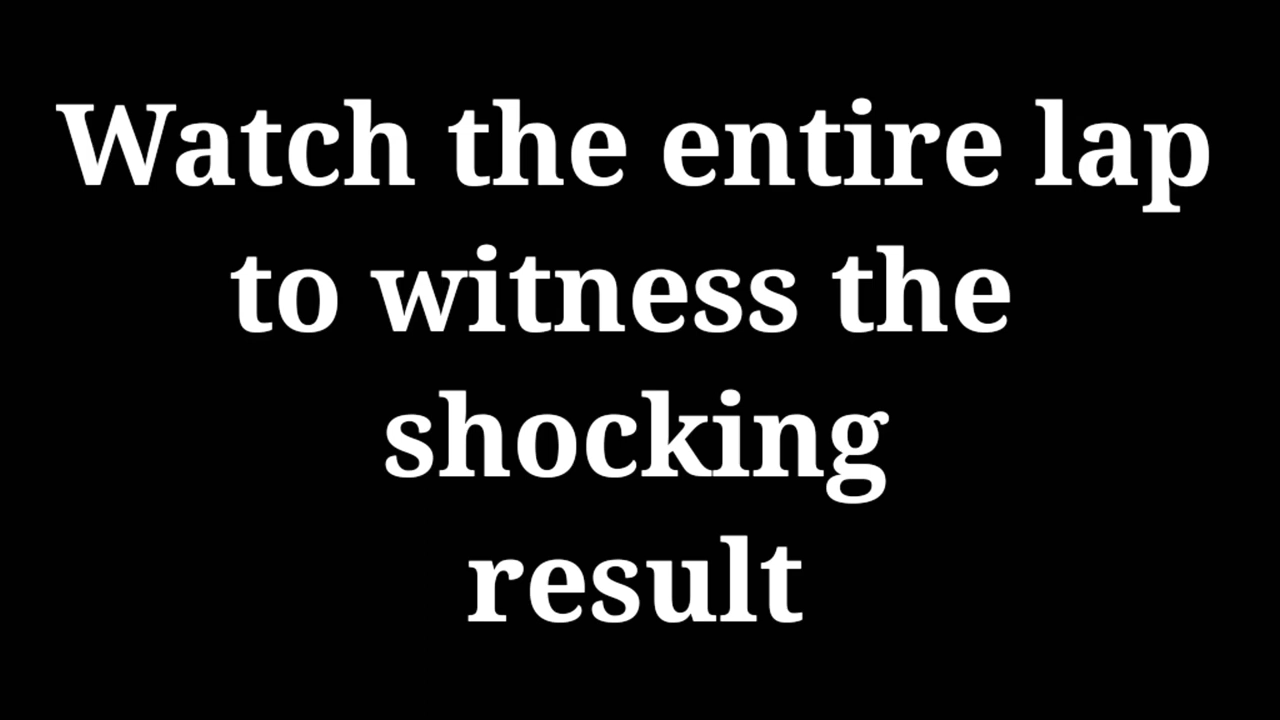 Watch the entire lap
to witness the
shocking
result